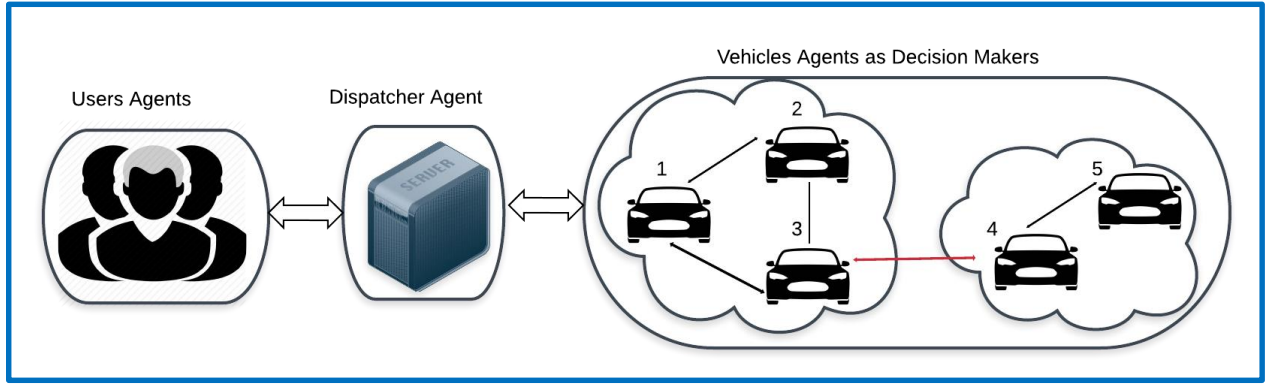 Vehicles Agents as Decision Makers
Users Agents
Dispatcher Agent
SERVER
1
2
3
4
5